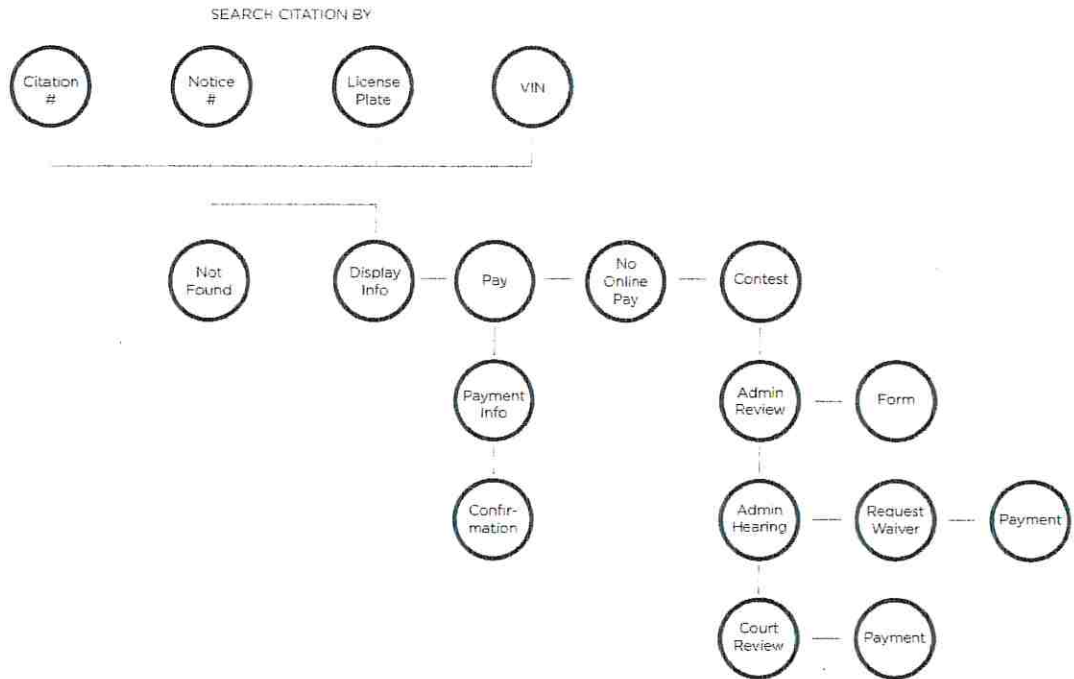 SEARCH CITATION BY
Citation
#
Notice
#
License
Plate
VIN
Not
Found
Display
Info
Pay
No
Online
Pay
Contest
Payment
Info
Admin
Review
Form
Confir-
mation
Admin
Hearing
Request
Waiver
Payment
Court
Review
Payment